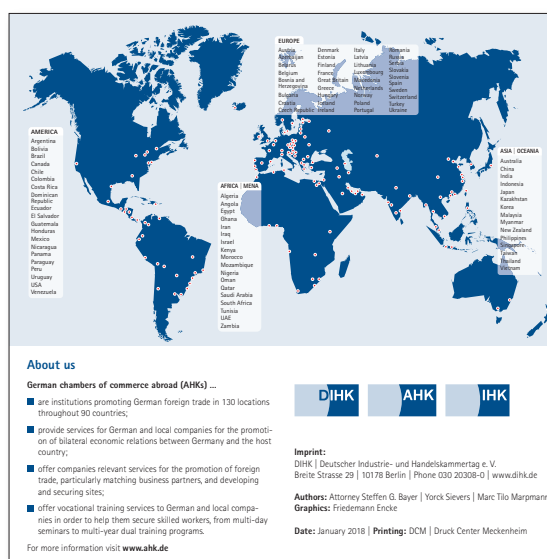 EUROPE
Austria
Azerbaijan
Belarus
Belgium
Bosnia and
Herzegovina
Bulgaria
Croatia
Czech Republic
Denmark
Estonia
Finland
France
Great Britain
Greece
Hungary
Iceland
Ireland
Italy
Latvia
Lithuania
Luxembourg
Macedonia
Netherlands
Norway
Poland
Portugal
Romania
Russia
Serbia
Slovakia
Slovenia
Spain
Sweden
Switzerland
Turkey
Ukraine
AMERICA
Argentina
Bolivia
Brazil
Canada
Chile
Colombia
Costa Rica
Dominican
Republic
Ecuador
El Salvador
Guatemala
Honduras
Mexico
Nicaragua
Panama
Paraguay
Peru
Uruguay
USA
Venezuela
AFRICA | MENA
Algeria
Angola
Egypt
Ghana
Iran
Iraq
Israel
Kenya
Morocco
Mozambique
Nigeria
Oman
Qatar
Saudi Arabia
South Africa
Tunisia
UAE
Zambia
ASIA | OCEANIA
Australia
China
India
Indonesia
Japan
Kazakhstan
Korea
Malaysia
Myanmar
New Zealand
Philippines
Singapore
Taiwan
Thailand
Vietnam
About us
German chambers of commerce abroad (AHKs) ...
are institutions promoting German foreign trade in 130 locations
throughout 90 countries;
provide services for German and local companies for the promoti-
on of bilateral economic relations between Germany and the host
country;
offer companies relevant services for the promotion of foreign
trade, particularly matching business partners, and developing
and securing sites;
offer vocational training services to German and local compa-
nies in order to help them secure skilled workers, from multi-day
seminars to multi-year dual training programs.
For more information visit www.ahk.de
DIHK
AHK
IHK
Imprint:
DIHK | Deutscher Industrie- und Handelskammertag e. V.
Breite Strasse 29 | 10178 Berlin | Phone 030 20308-0 | www.dihk.de
Authors: Attorney Steffen G. Bayer | Yorck Sievers | Marc Tilo Marpmann
Graphics: Friedemann Encke
Date: January 2018 | Printing: DCM | Druck Center Meckenheim